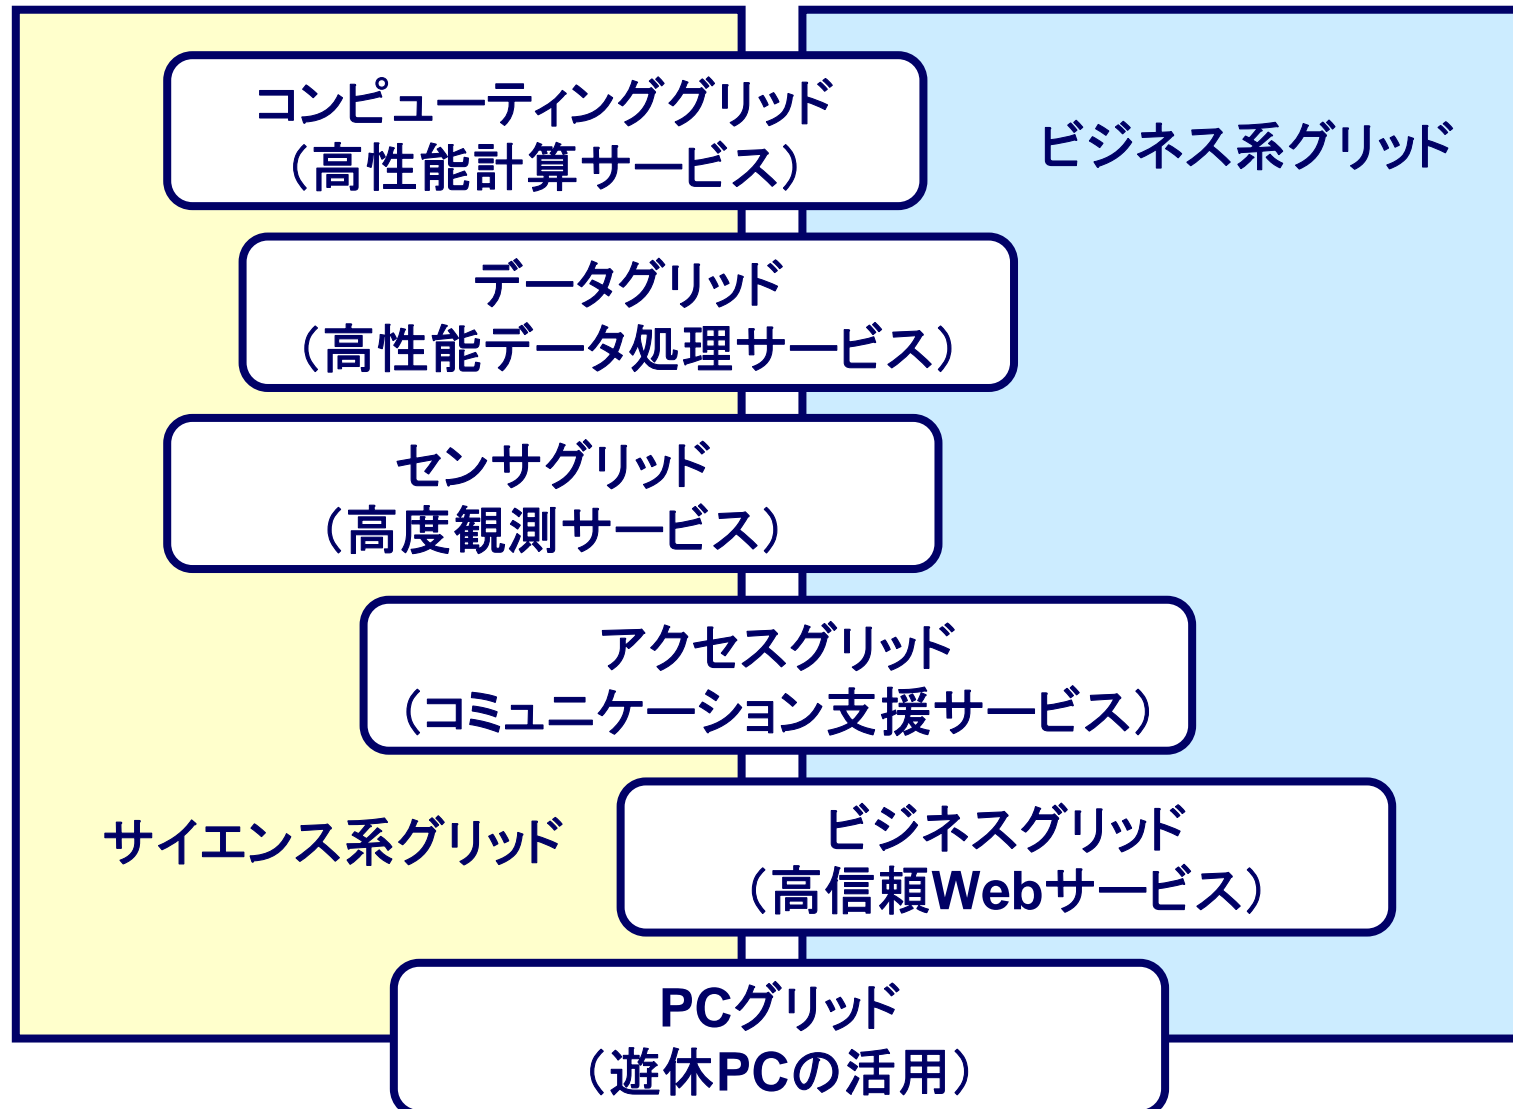 コンピューティンググリッド
（高性能計算サービス）
ビジネス系グリッド
データグリッド
（高性能データ処理サービス）
センサグリッド
（高度観測サービス）
アクセスグリッド
（コミュニケーション支援サービス）
サイエンス系グリッド
ビジネスグリッド
（高信頼Webサービス）
PCグリッド
（遊休PCの活用）